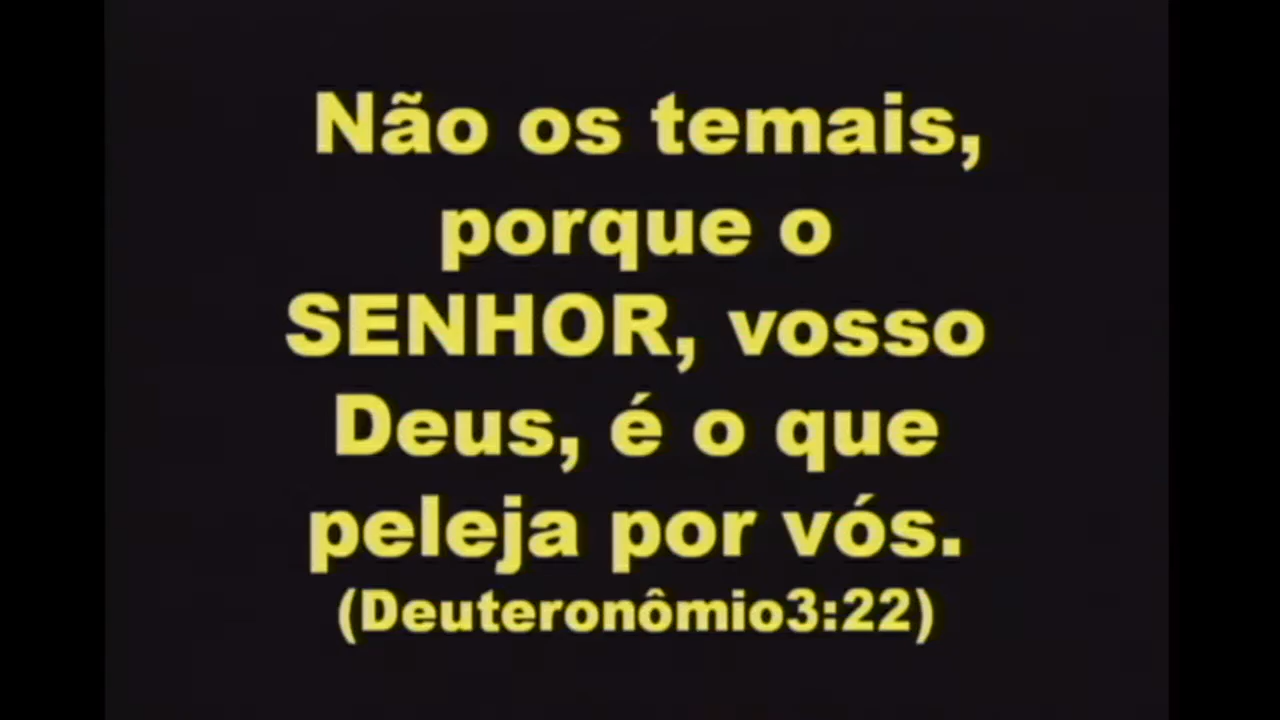 Não os temais,
porque o
SENHOR, vosso
Deus, é o que
peleja por vós.
(Deuteronômio3:22)